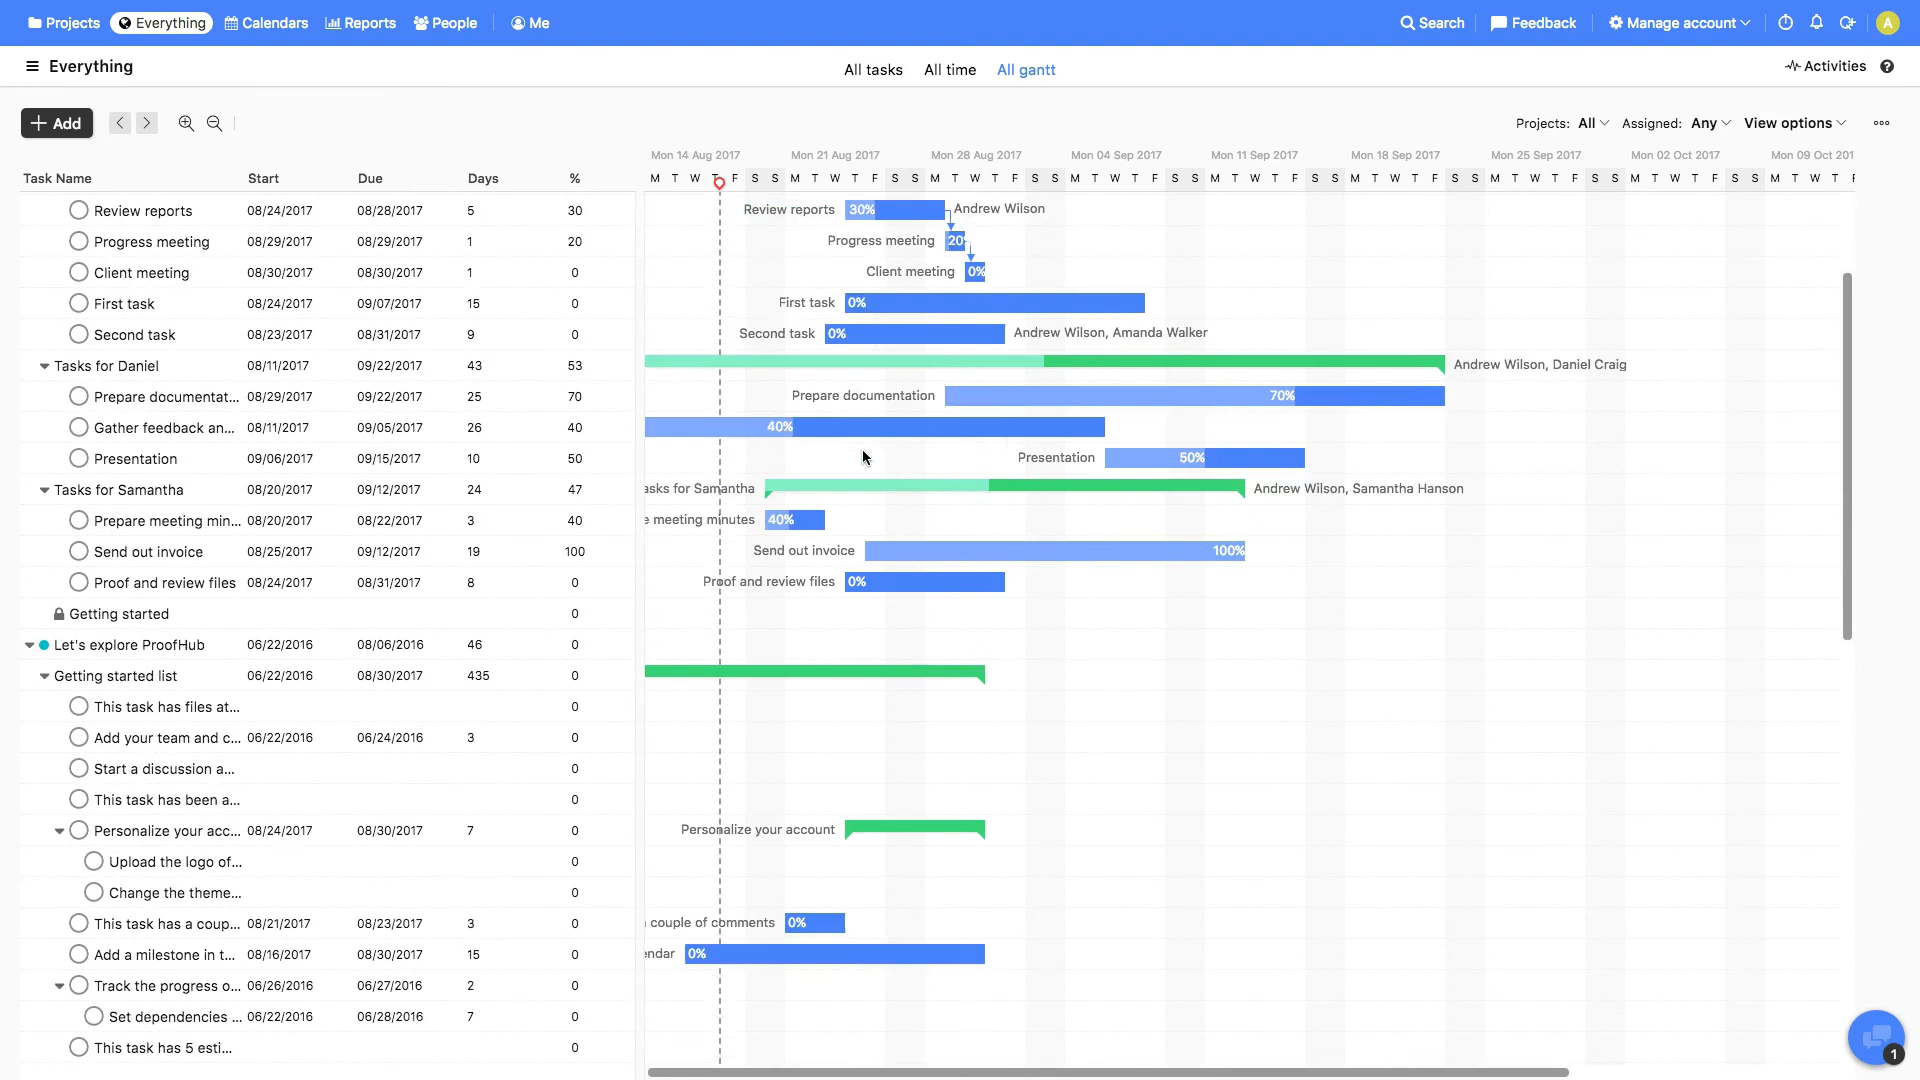 Projects Everything Calendars Reports People Me Search Feedback Manage account A
Everything All tasks All time All gantt Activities ?
+ Add Projects: All Assigned: Any View options
Mon 14 Aug 2017 Mon 21 Aug 2017 Mon 28 Aug 2017 Mon 04 Sep 2017 Mon 11 Sep 2017 Mon 18 Sep 2017 Mon 25 Sep 2017 Mon 02 Oct 2017 Mon 09 Oct 201
Task Name Start Due Days % M T W T F S S M T W T F S S M T W T F S S M T W T F S S M T W T F S S M T W T F S S M T W T F S S M T W T F S S M T W T F
Review reports 08/24/2017 08/28/2017 5 30 Review reports 30% Andrew Wilson
Progress meeting 08/29/2017 08/29/2017 1 20 Progress meeting 20
Client meeting 08/30/2017 08/30/2017 1 0 Client meeting 0%
First task 08/24/2017 09/07/2017 15 0 First task 0%
Second task 08/23/2017 08/31/2017 9 0 Second task 0% Andrew Wilson, Amanda Walker
Tasks for Daniel 08/11/2017 09/22/2017 43 53 Andrew Wilson, Daniel Craig
Prepare documentat... 08/29/2017 09/22/2017 25 70 Prepare documentation 70%
Gather feedback an... 08/11/2017 09/05/2017 26 40 40%
Presentation 09/06/2017 09/15/2017 10 50 Presentation 50%
Tasks for Samantha 08/20/2017 09/12/2017 24 47 asks for Samantha Andrew Wilson, Samantha Hanson
Prepare meeting min... 08/20/2017 08/22/2017 3 40 e meeting minutes 40%
Send out invoice 08/25/2017 09/12/2017 19 100 Send out invoice 100%
Proof and review files 08/24/2017 08/31/2017 8 0 Proof and review files 0%
Getting started 0
Let's explore ProofHub 06/22/2016 08/06/2016 46 0
Getting started list 06/22/2016 08/30/2017 435 0
This task has files at... 0
Add your team and c... 06/22/2016 06/24/2016 3 0
Start a discussion a... 0
This task has been a... 0
Personalize your acc... 08/24/2017 08/30/2017 7 0 Personalize your account
Upload the logo of... 0
Change the theme... 0
This task has a coup... 08/21/2017 08/23/2017 3 0 a couple of comments 0%
Add a milestone in t... 08/16/2017 08/30/2017 15 0 endar 0%
Track the progress o... 06/26/2016 06/27/2016 2 0
Set dependencies ... 06/22/2016 06/28/2016 7 0
This task has 5 esti... 0
1